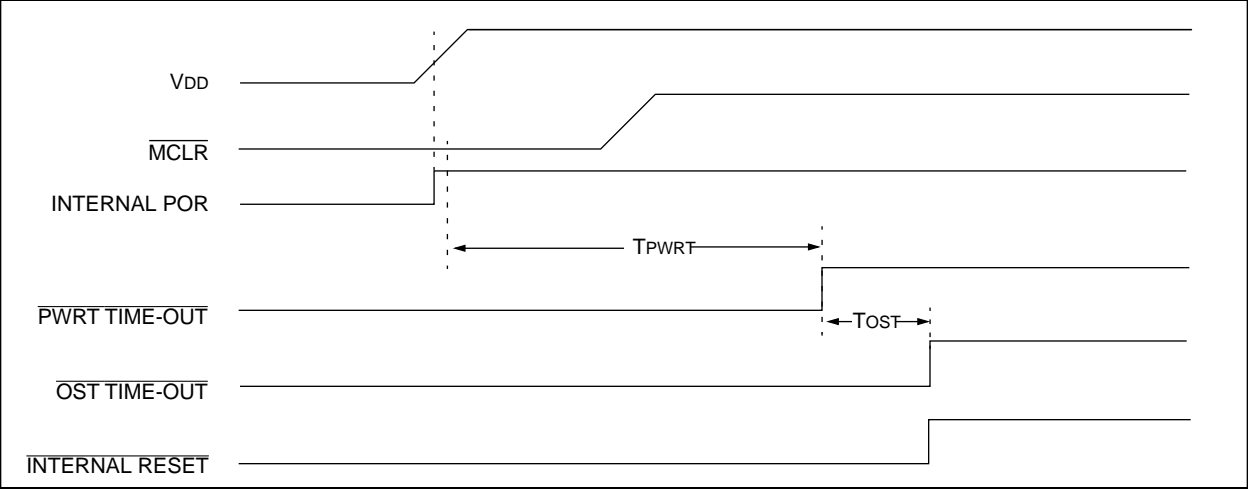 VDD
MCLR
INTERNAL POR
TPWRT
PWRT TIME-OUT
TOST
OST TIME-OUT
INTERNAL RESET